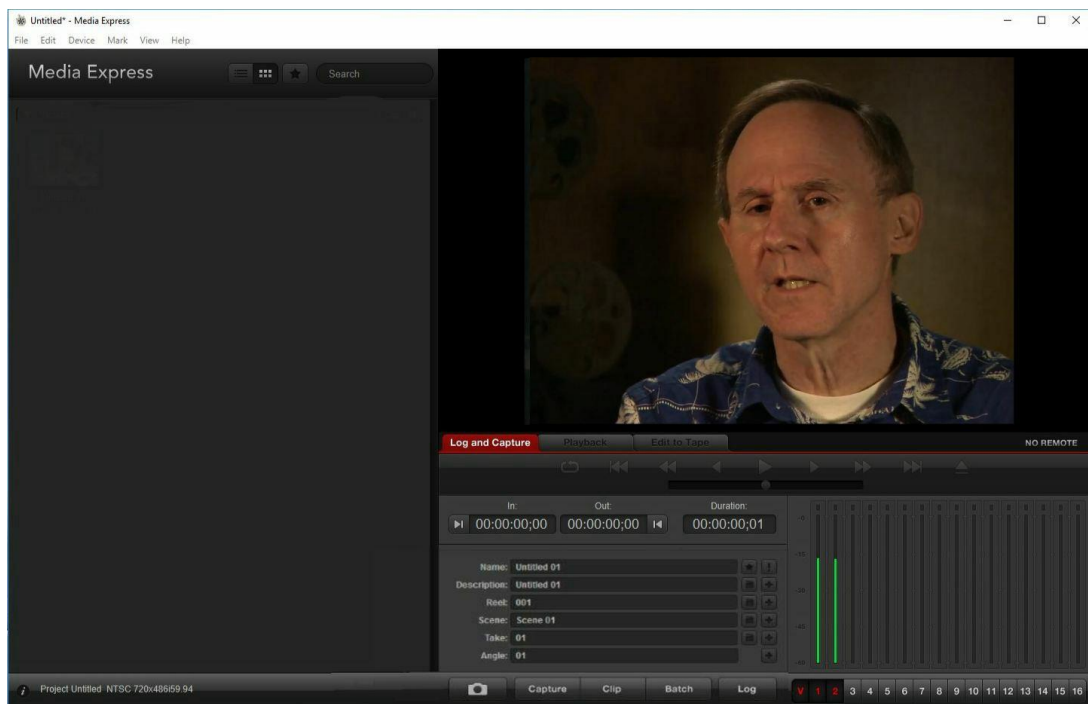 Untitled* - Media Express
File Edit Device Mark View Help
Media Express
Search
Log and Capture Playback Edit to Tape NO REMOTE
In: Out: Duration:
00:00:00;00 00:00:00;00 00:00:00;01
Name: Untitled 01
Description: Untitled 01
Reel: 001
Scene: Scene 01
Take: 01
Angle: 01
Project Untitled NTSC 720x486i59.94
Capture Clip Batch Log
V 1 2 3 4 5 6 7 8 9 10 11 12 13 14 15 16